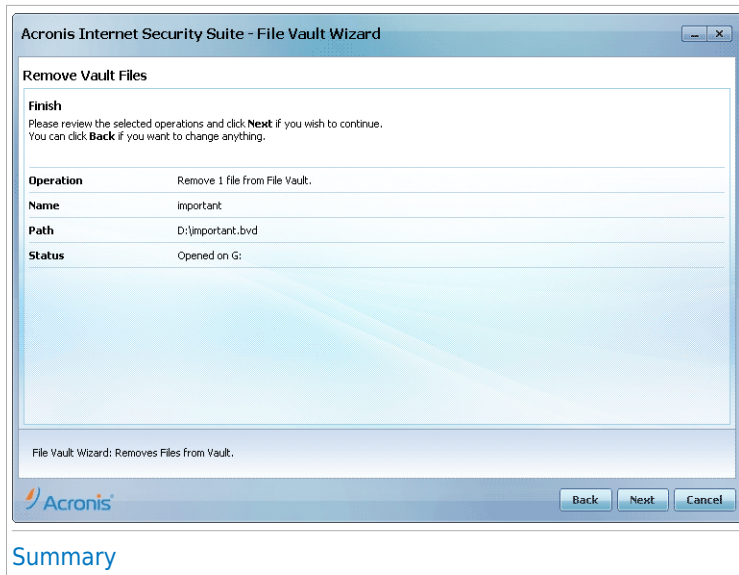 Acronis Internet Security Suite - File Vault Wizard
Remove Vault Files
Finish
Please review the selected operations and click Next if you wish to continue.
You can click Back if you want to change anything.
Operation Remove 1 file from File Vault.
Name important
Path D:\important.bvd
Status Opened on G:
File Vault Wizard: Removes Files from Vault.
Acronis
Back Next Cancel
Summary